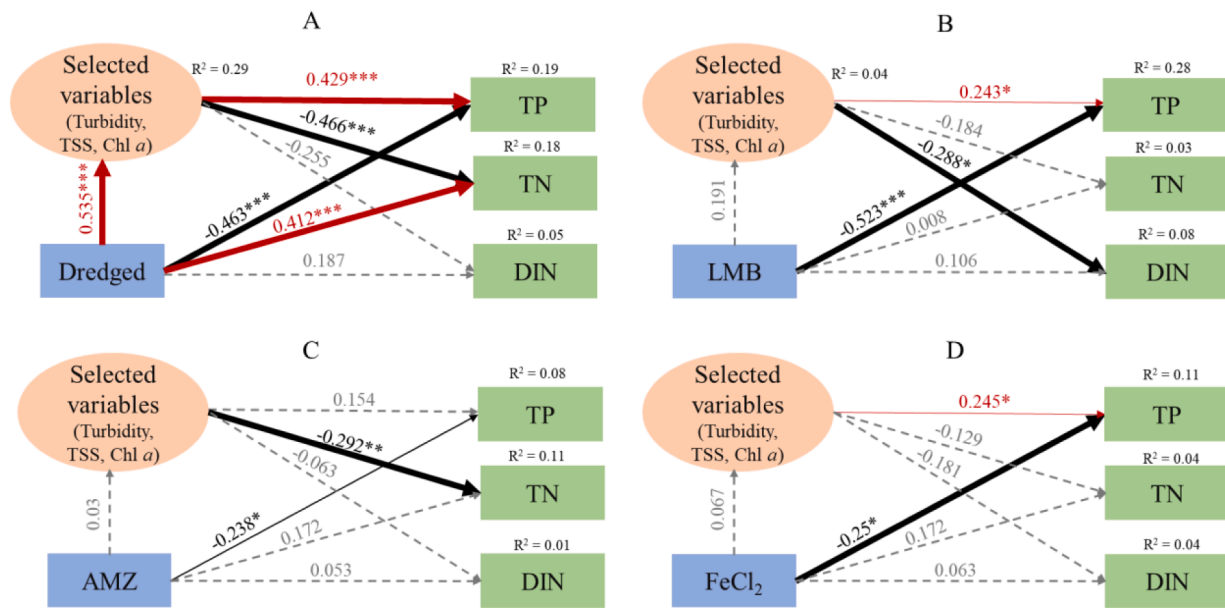 A
Selected
variables
(Turbidity,
TSS, Chl a)
R² = 0.29
0.429***
-0.466***
-0.255
0.535***
-0.463***
0.412***
0.187
Dredged
R² = 0.19
TP
R² = 0.18
TN
R² = 0.05
DIN
B
Selected
variables
(Turbidity,
TSS, Chl a)
R² = 0.04
0.243*
-0.184
-0.288*
0.191
-0.523***
0.008
0.106
LMB
R² = 0.28
TP
R² = 0.03
TN
R² = 0.08
DIN
C
Selected
variables
(Turbidity,
TSS, Chl a)
0.154
-0.292**
-0.063
0.03
-0.238*
0.172
0.053
AMZ
R² = 0.08
TP
R² = 0.11
TN
R² = 0.01
DIN
D
Selected
variables
(Turbidity,
TSS, Chl a)
0.245*
-0.129
-0.181
0.067
-0.25*
0.172
0.063
FeCl₂
R² = 0.11
TP
R² = 0.04
TN
R² = 0.04
DIN